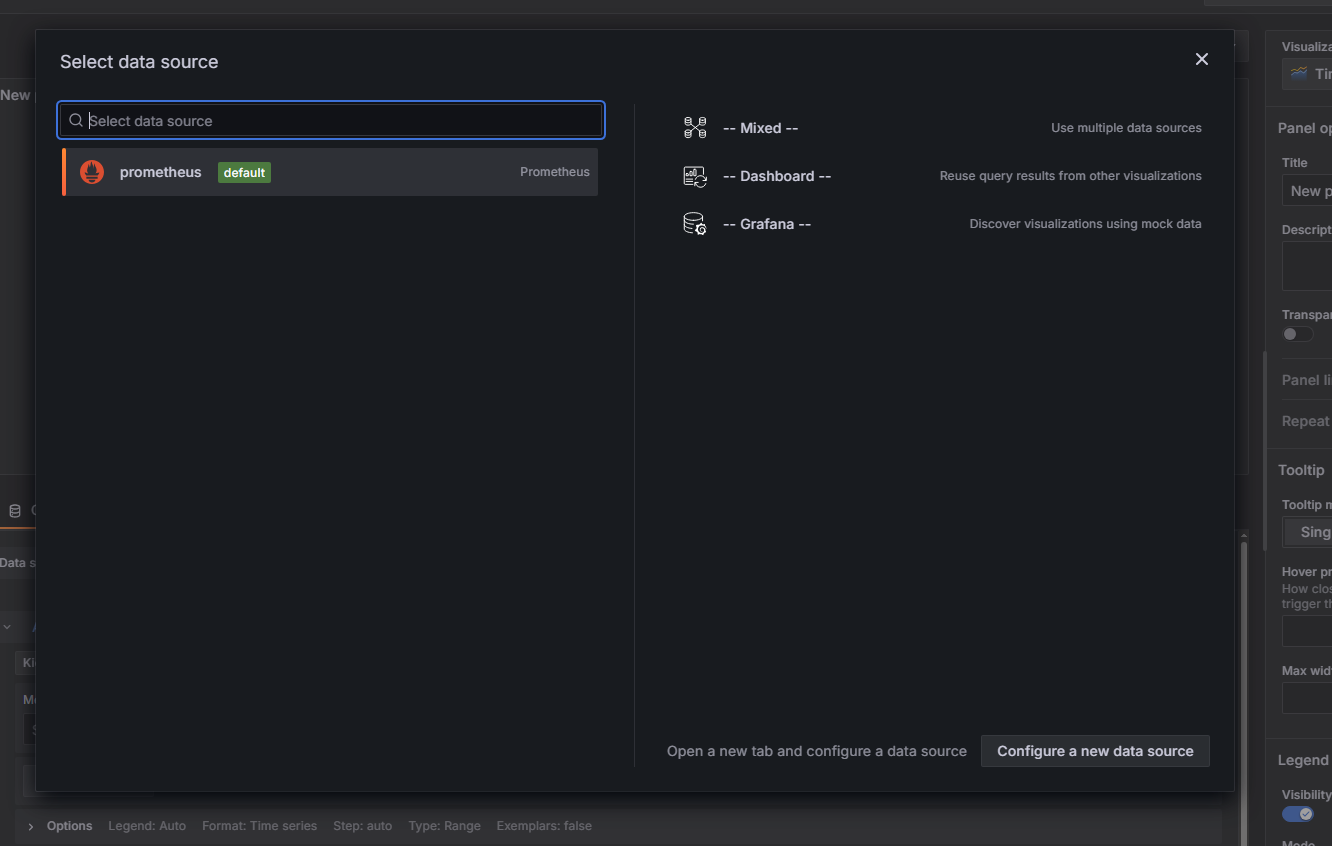 Select data source
Select data source
prometheus default Prometheus
-- Mixed -- Use multiple data sources
-- Dashboard -- Reuse query results from other visualizations
-- Grafana -- Discover visualizations using mock data
Open a new tab and configure a data source Configure a new data source
New
Data s
Options Legend: Auto Format: Time series Step: auto Type: Range Exemplars: false
Visualiza
Panel op
Title
New p
Descript
Transpar
Panel li
Repeat
Tooltip
Tooltip m
Sing
Hover pr
How clos
trigger th
Max wid
Legend
Visibility
Mode